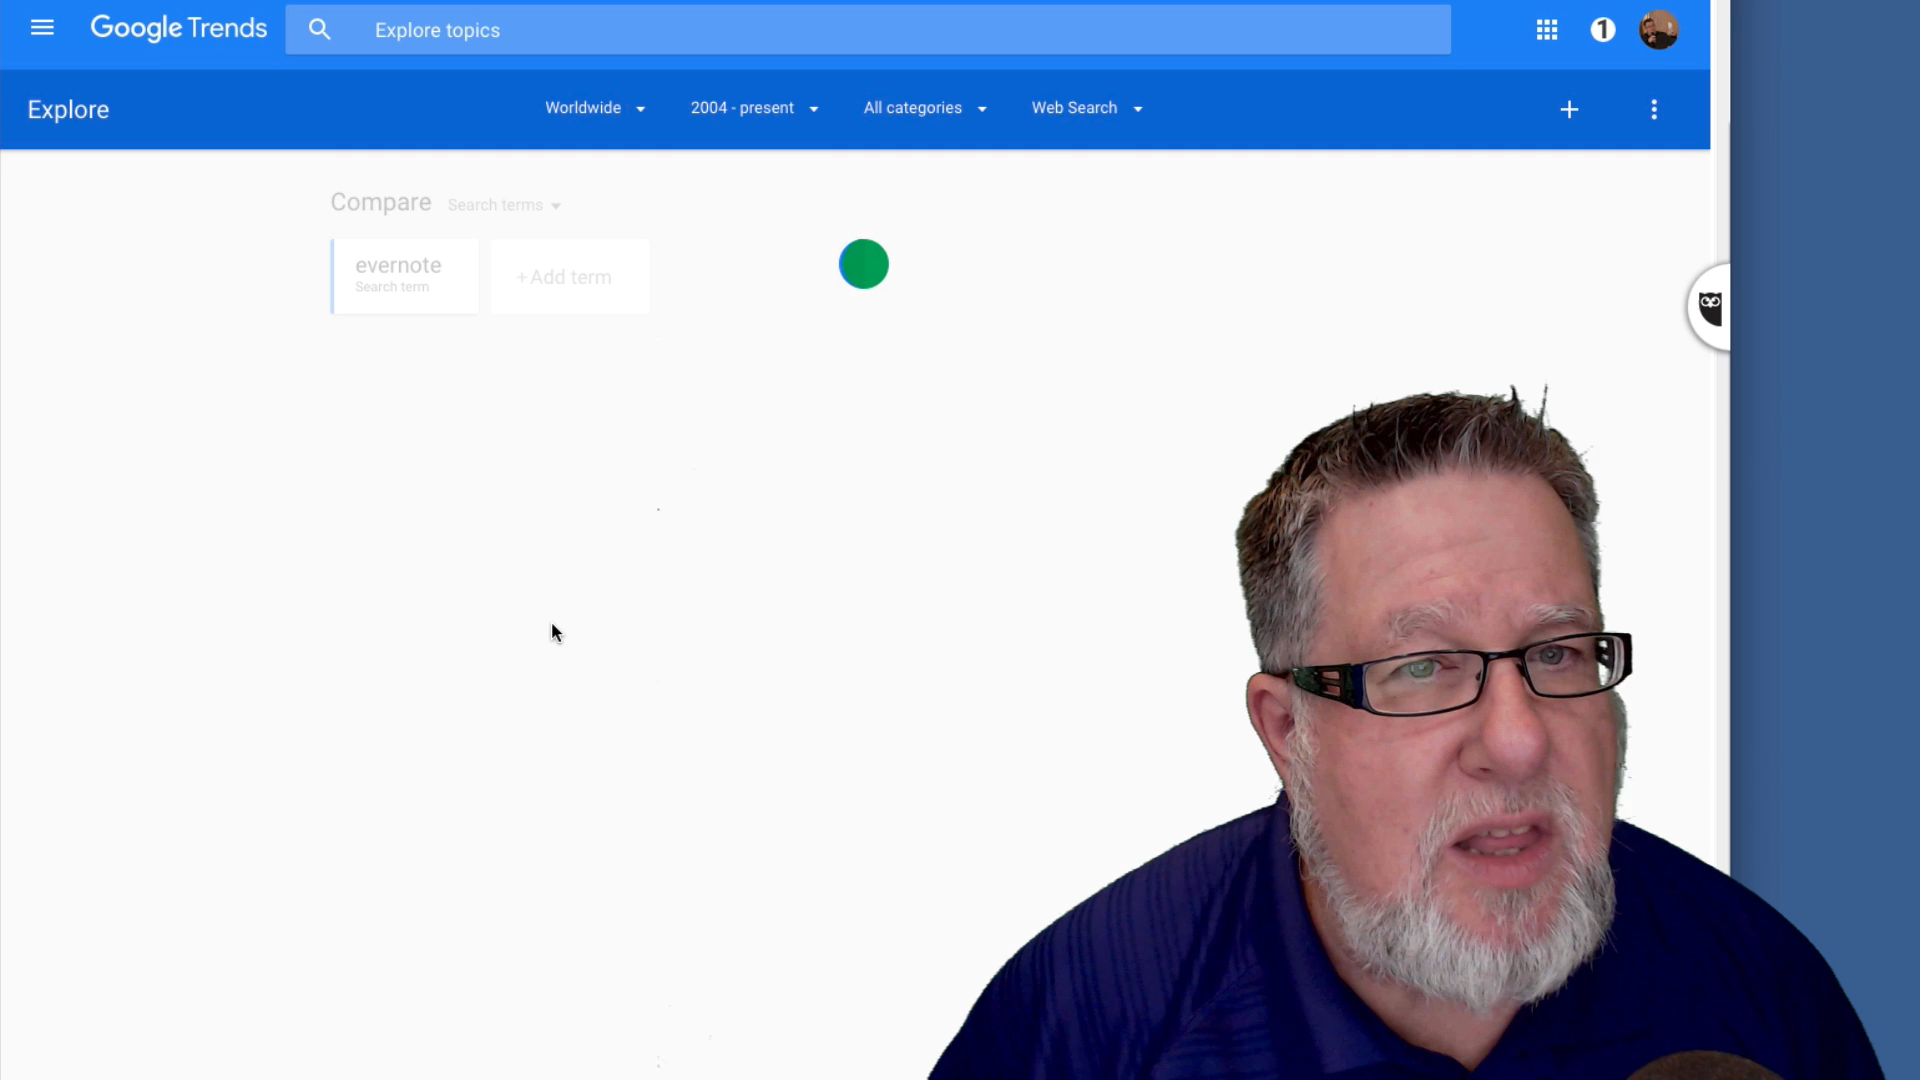 Google Trends
Explore topics
1
Explore
Worldwide
2004 - present
All categories
Web Search
Compare
Search terms
evernote
Search term
+ Add term